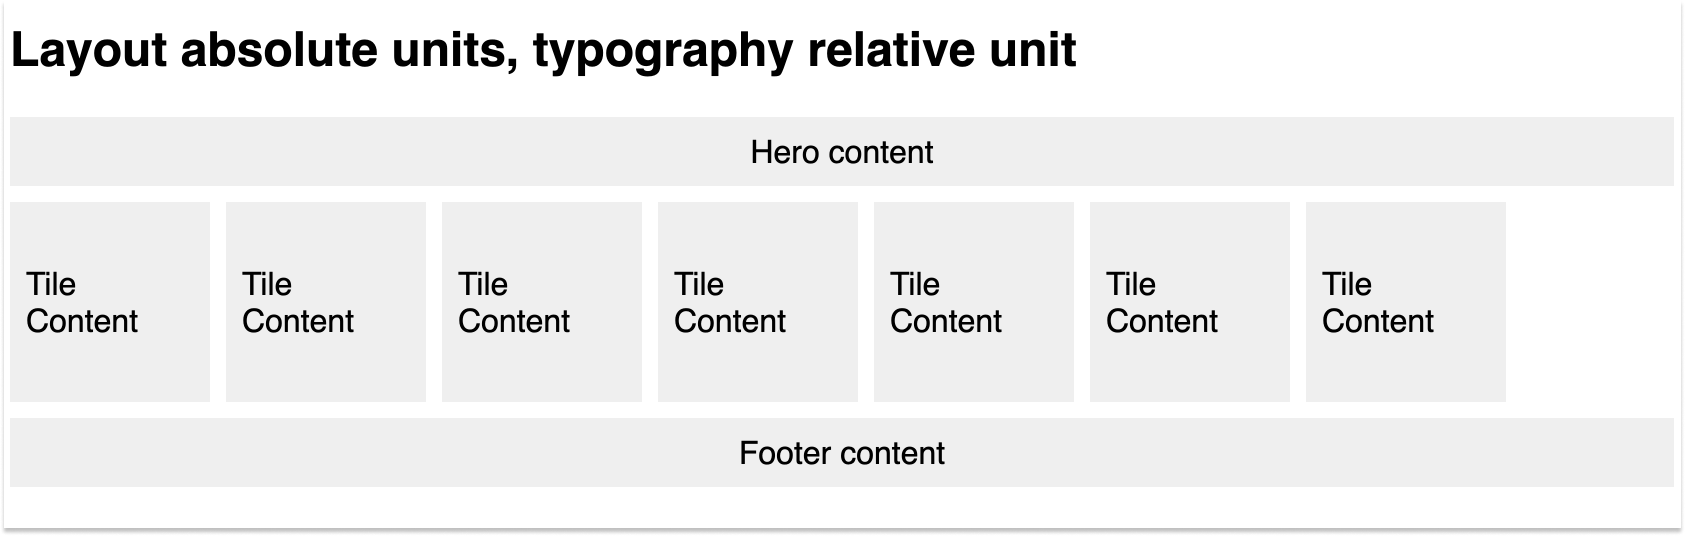 Layout absolute units, typography relative unit
Hero content
Tile
Content
Tile
Content
Tile
Content
Tile
Content
Tile
Content
Tile
Content
Tile
Content
Footer content